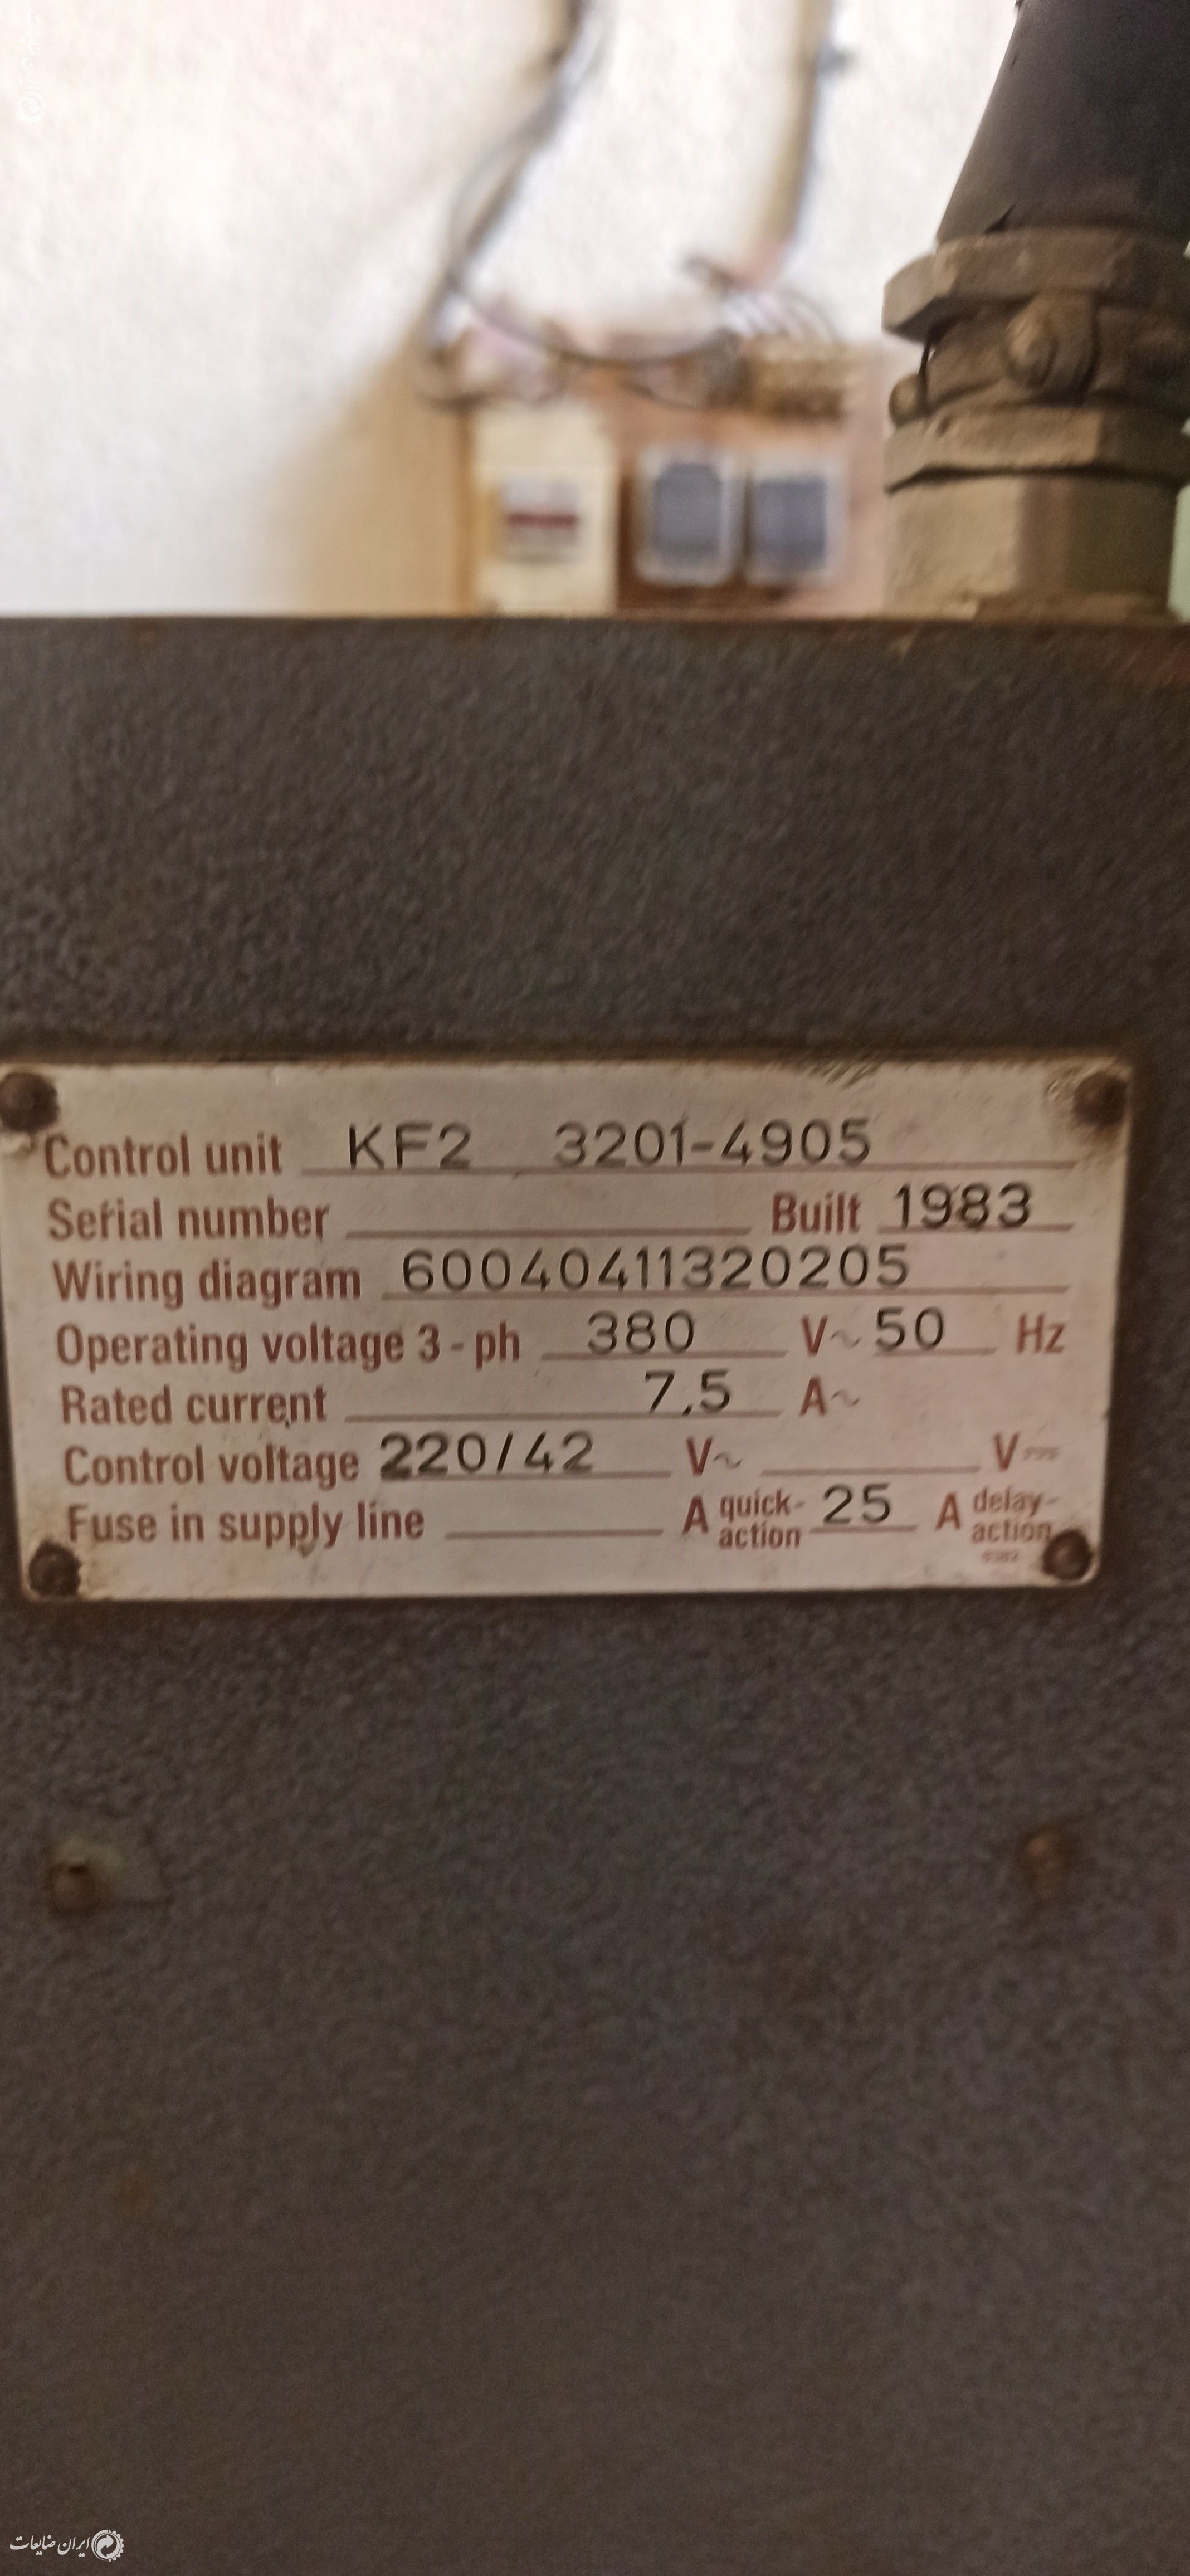 Control unit KF2 3201-4905
Serial number Built 1983
Wiring diagram 60040411320205
Operating voltage 3-ph 380 V~ 50 Hz
Rated current 7,5 A~
Control voltage 220/42 V~ V⎓
Fuse in supply line A quick-action 25 A delay-action
ایران ضایعات